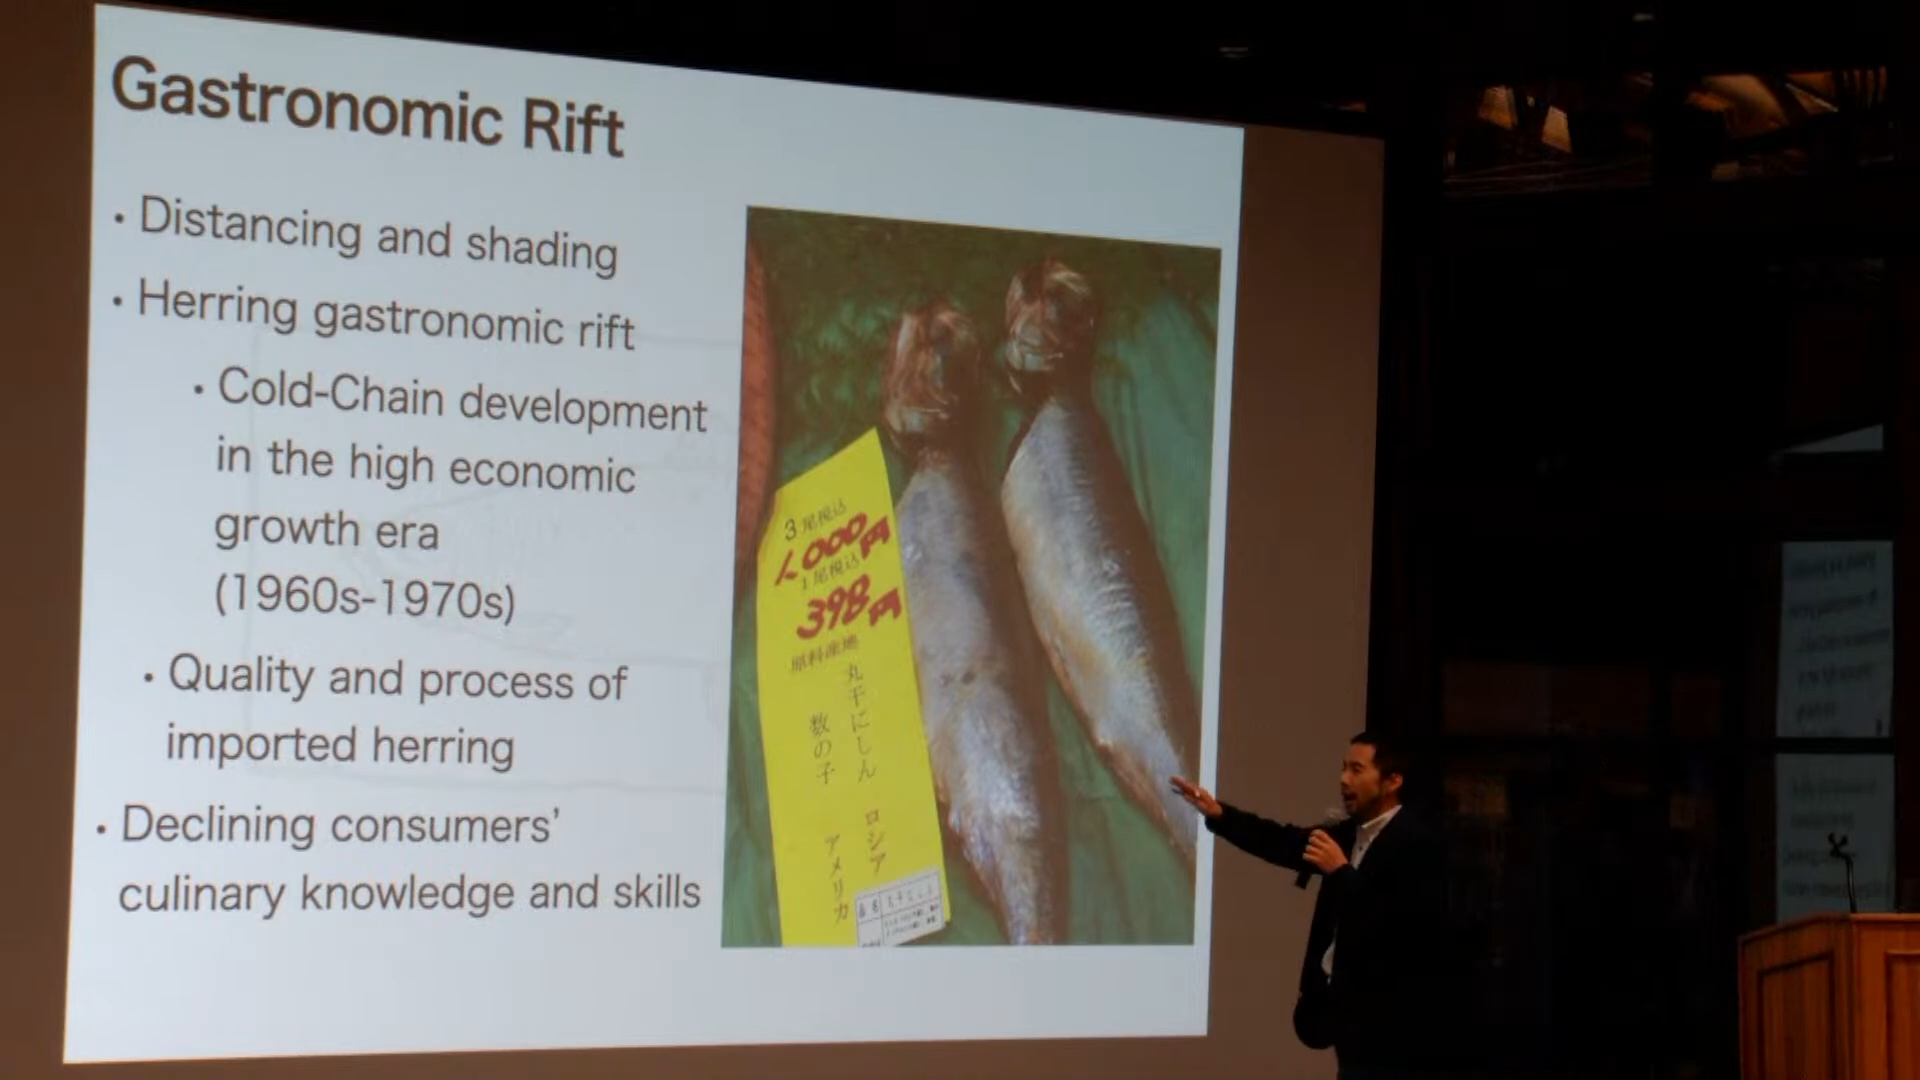 Gastronomic Rift
• Distancing and shading
• Herring gastronomic rift
• Cold-Chain development
in the high economic
growth era
(1960s-1970s)
• Quality and process of
imported herring
• Declining consumers’
culinary knowledge and skills
3尾税込
1,000円
1尾税込
398円
原料産地
丸干にしん ロシア
数の子 アメリカ
品名